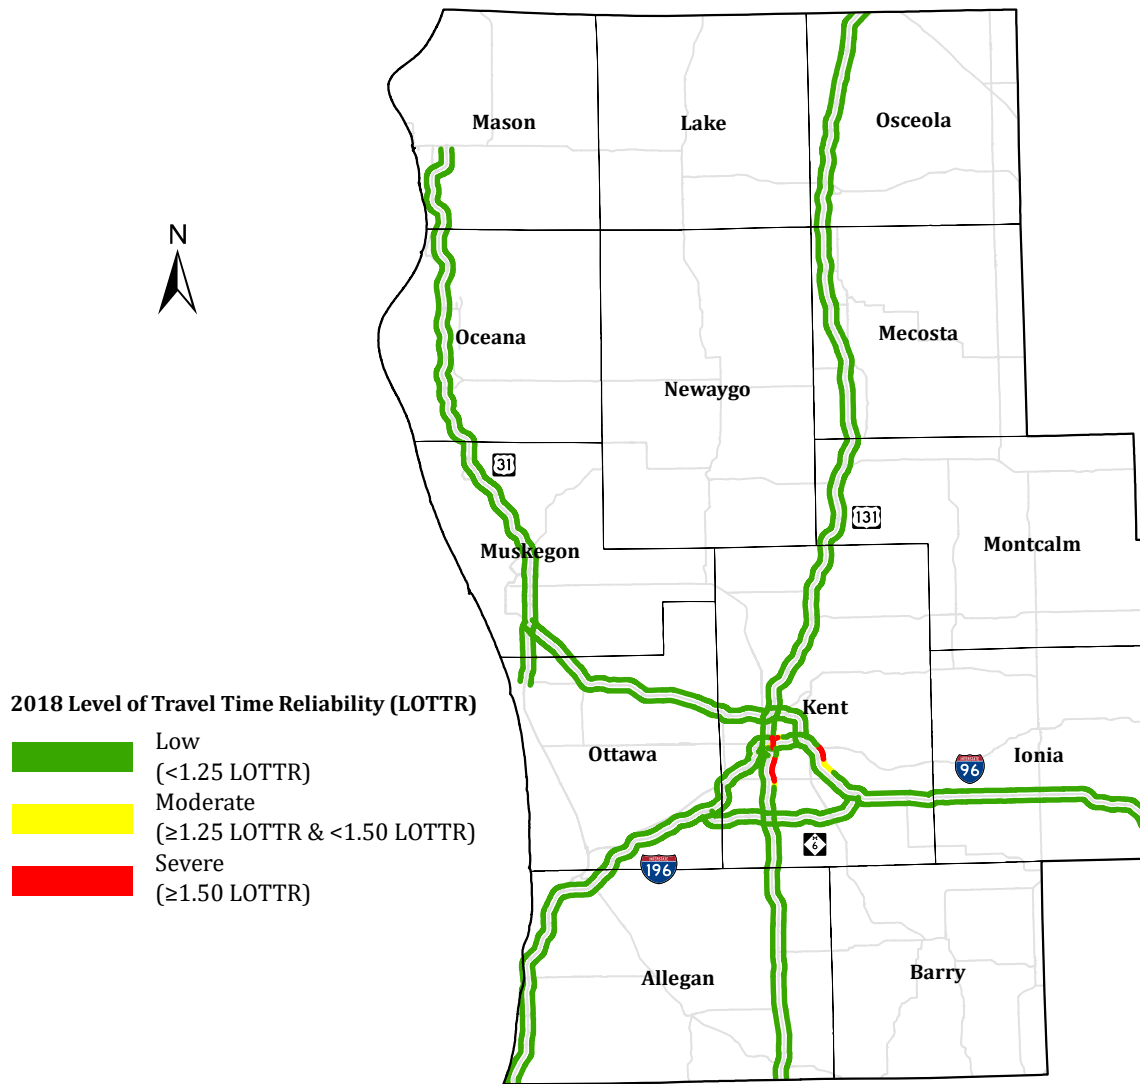 Mason
Lake
Osceola
N
Oceana
Mecosta
Newaygo
31
131
Muskegon
Montcalm
2018 Level of Travel Time Reliability (LOTTR)
Low
(<1.25 LOTTR)
Moderate
(≥1.25 LOTTR & <1.50 LOTTR)
Severe
(≥1.50 LOTTR)
Kent
Ottawa
Ionia
INTERSTATE
96
M
6
INTERSTATE
196
Allegan
Barry